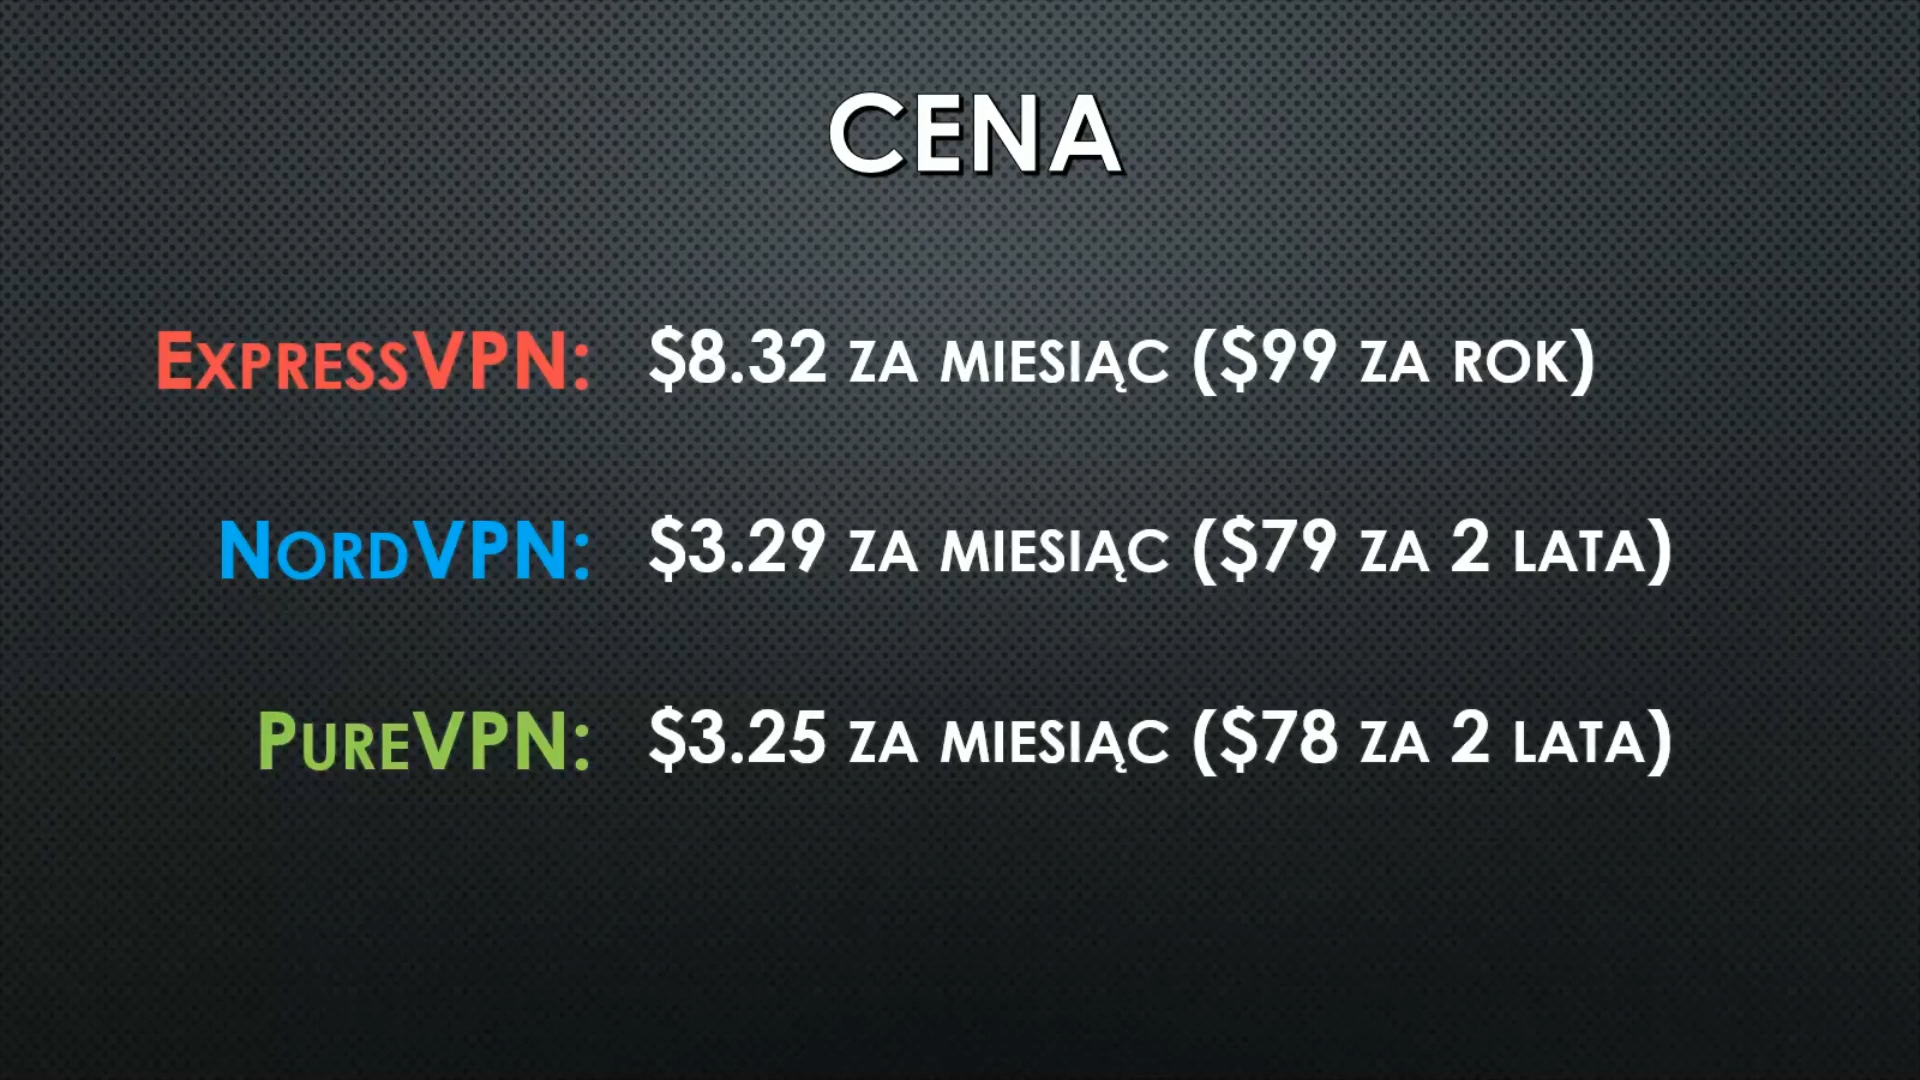 CENA
ExpressVPN: $8.32 za miesiąc ($99 za rok)
NordVPN: $3.29 za miesiąc ($79 za 2 lata)
PureVPN: $3.25 za miesiąc ($78 za 2 lata)